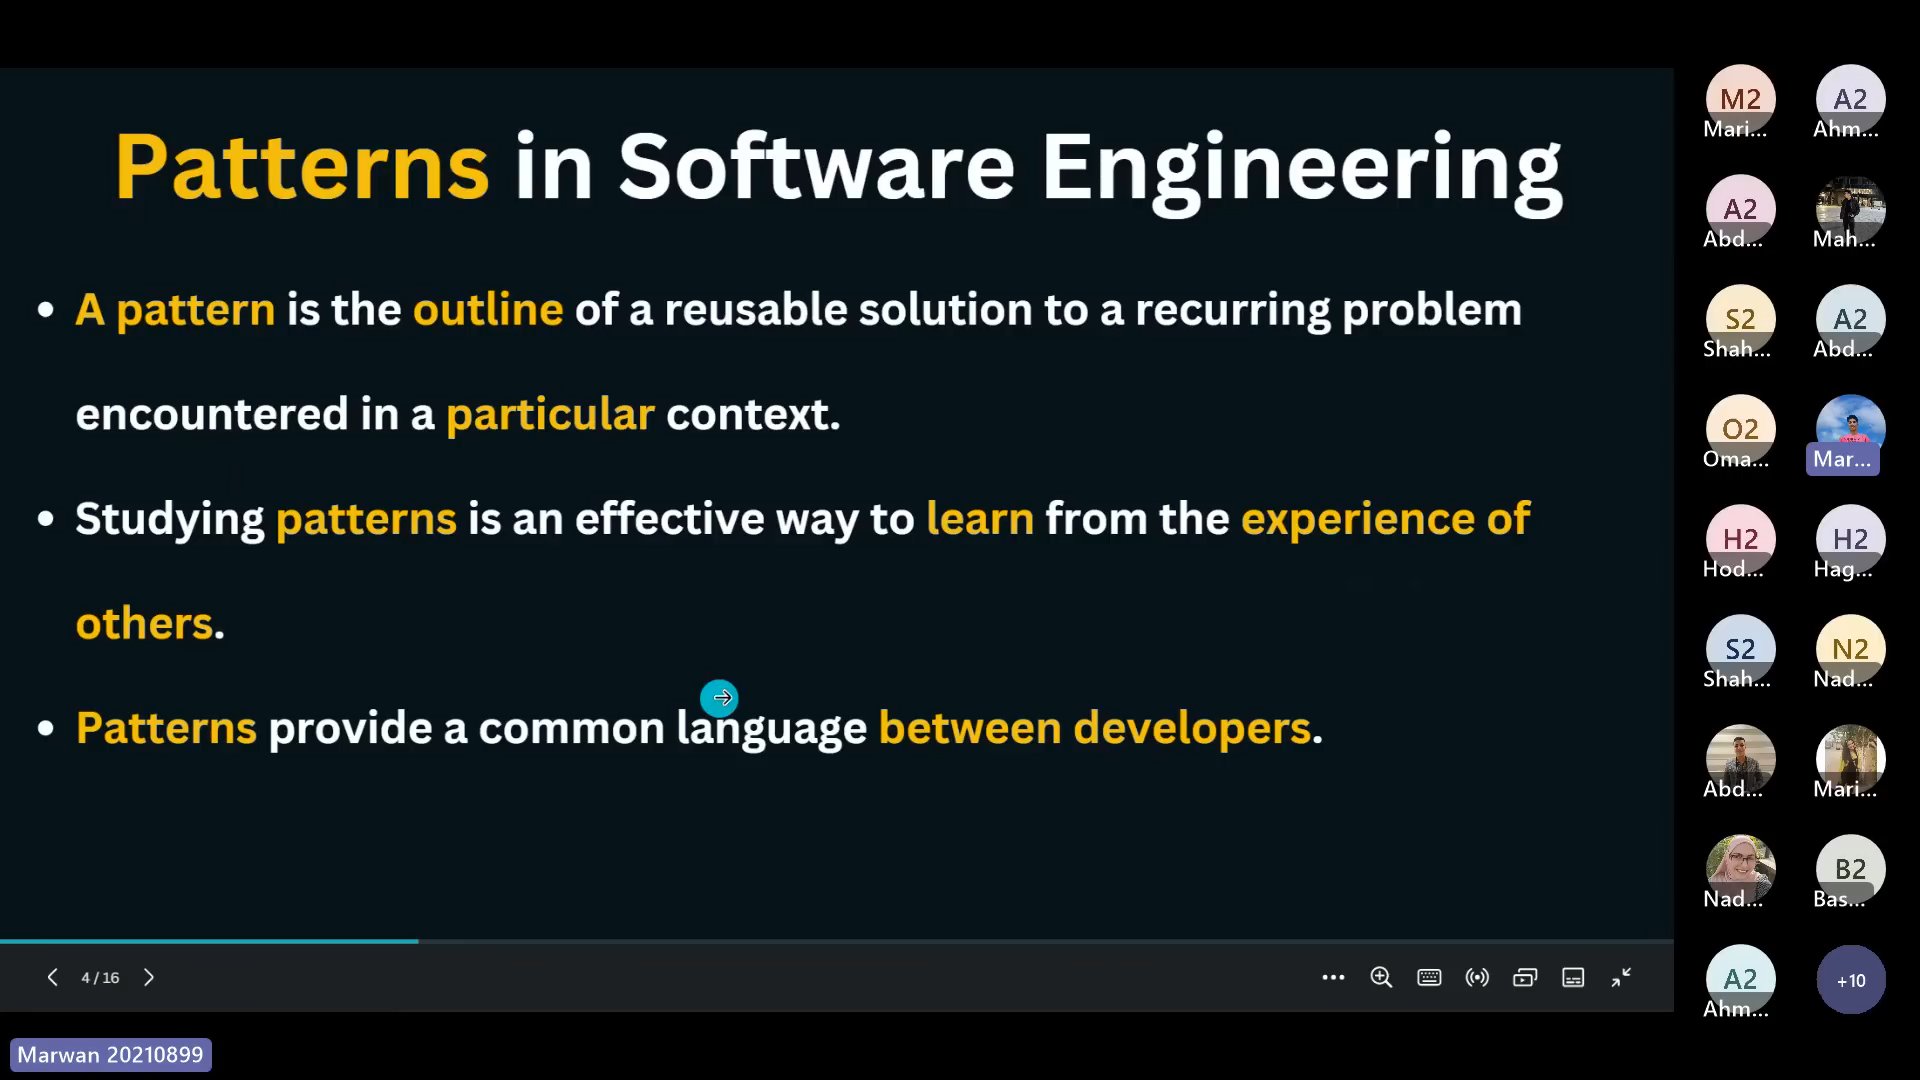 Patterns in Software Engineering
• A pattern is the outline of a reusable solution to a recurring problem
encountered in a particular context.
• Studying patterns is an effective way to learn from the experience of
others.
• Patterns provide a common language between developers.
4 / 16
Marwan 20210899
M2
Mari...
A2
Ahm...
A2
Abd...
Mah...
S2
Shah...
A2
Abd...
O2
Oma...
Mar...
H2
Hod...
H2
Hag...
S2
Shah...
N2
Nad...
Abd...
Mari...
Nad...
B2
Bas...
A2
Ahm...
+10